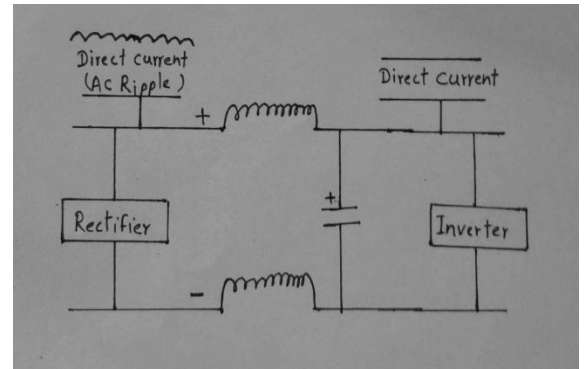 Direct current
(Ac Ripple)
Direct Current
+
+
Rectifier
Inverter
-